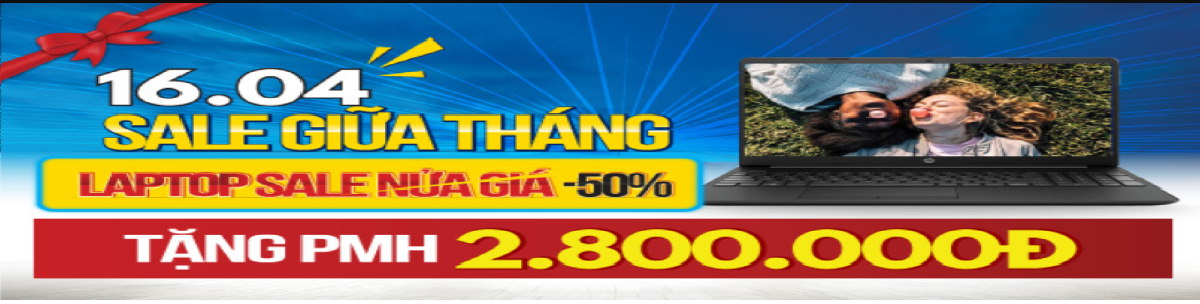 16.04
SALE GIỮA THÁNG
LAPTOP SALE NỬA GIÁ -50%
TẶNG PMH 2.800.000Đ